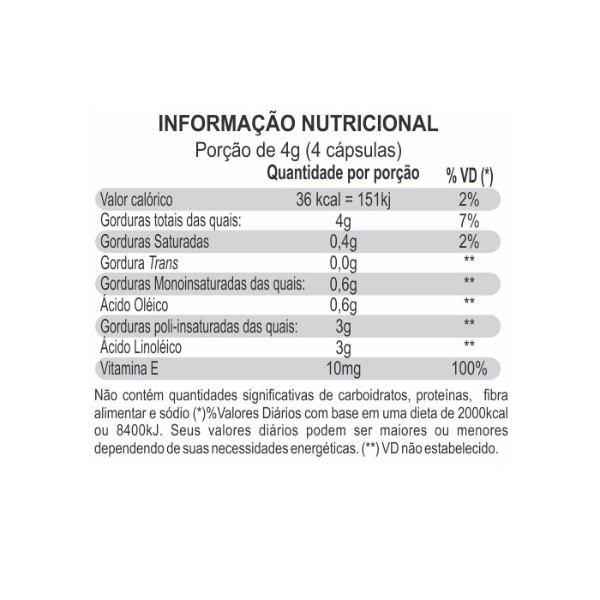 INFORMAÇÃO NUTRICIONAL
Porção de 4g (4 cápsulas)
Quantidade por porção % VD (*)
Valor calórico 36 kcal = 151kj 2%
Gorduras totais das quais: 4g 7%
Gorduras Saturadas 0,4g 2%
Gordura Trans 0,0g **
Gorduras Monoinsaturadas das quais: 0,6g **
Ácido Oléico 0,6g **
Gorduras poli-insaturadas das quais: 3g **
Ácido Linoléico 3g **
Vitamina E 10mg 100%
Não contém quantidades significativas de carboidratos, proteínas, fibra
alimentar e sódio (*)%Valores Diários com base em uma dieta de 2000kcal
ou 8400kJ. Seus valores diários podem ser maiores ou menores
dependendo de suas necessidades energéticas. (**) VD não estabelecido.